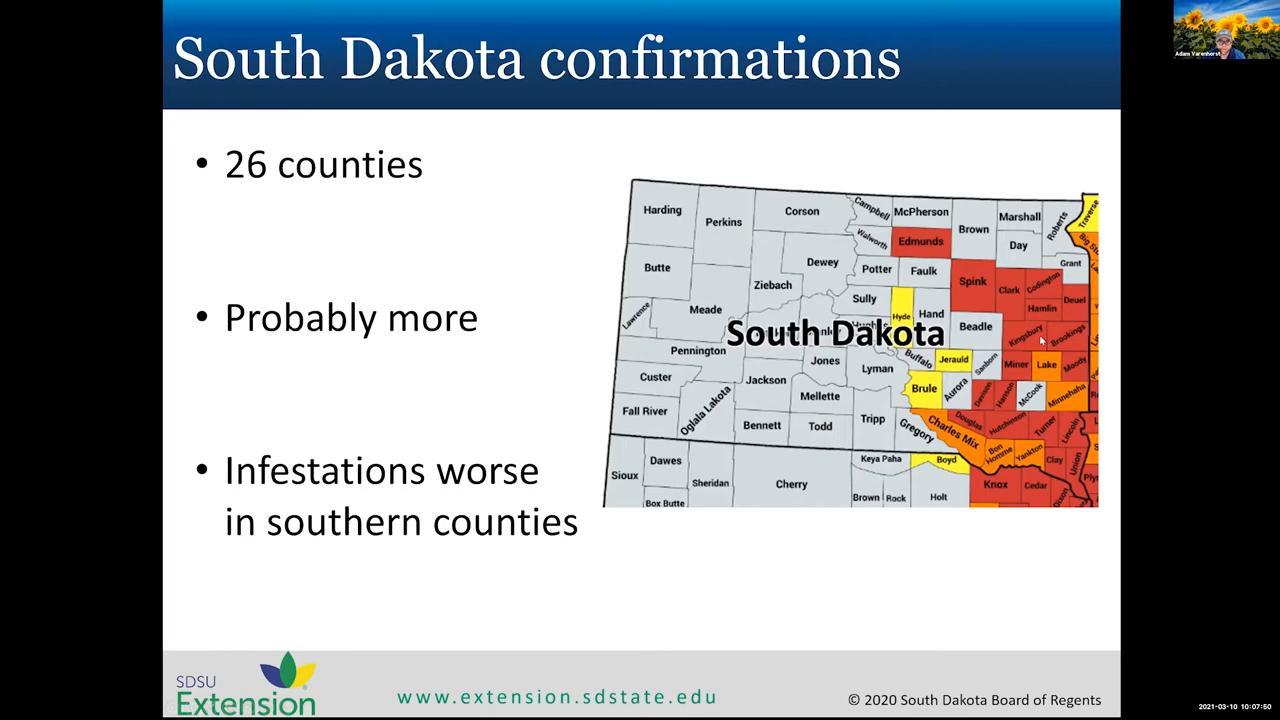 South Dakota confirmations
Adam Varenhorst
• 26 counties
• Probably more
• Infestations worse
in southern counties
Harding
Perkins
Corson
Campbell
McPherson
Brown
Marshall
Roberts
Traverse
Walworth
Edmunds
Day
Grant
Butte
Dewey
Potter
Faulk
Spink
Clark
Codington
Ziebach
Sully
Hyde
Hand
Hamlin
Deuel
Lawrence
Meade
South Dakota
Beadle
Kingsbury
Brookings
Pennington
Jones
Lyman
Buffalo
Jerauld
Sanborn
Miner
Lake
Moody
Custer
Jackson
Mellette
Brule
Aurora
Hanson
McCook
Minnehaha
Fall River
Oglala Lakota
Bennett
Todd
Tripp
Gregory
Charles Mix
Douglas
Hutchinson
Turner
Lincoln
Bon
Homme
Yankton
Clay
Union
Sioux
Dawes
Sheridan
Cherry
Keya Paha
Boyd
Knox
Cedar
Dixon
Box Butte
Brown
Rock
Holt
SDSU
Extension
www.extension.sdstate.edu
© 2020 South Dakota Board of Regents
2021-03-10 10:07:50